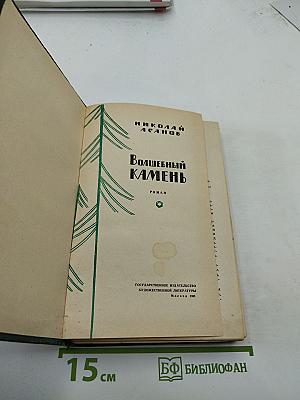 НИКОЛАЙ
АСАНОВ
ВОЛШЕБНЫЙ
КАМЕНЬ
РОМАН
ГОСУДАРСТВЕННОЕ ИЗДАТЕЛЬСТВО
ХУДОЖЕСТВЕННОЙ ЛИТЕРАТУРЫ
Москва
15 см
БФ БИБЛИОФАН